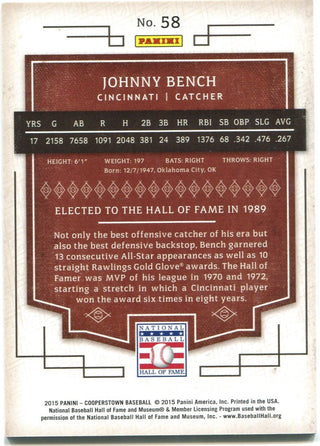 No. 58
PANINI
JOHNNY BENCH
CINCINNATI | CATCHER
YRS G AB R H 2B 3B HR RBI SB OBP SLG AVG
17 2158 7658 1091 2048 381 24 389 1376 68 .342 .476 .267
HEIGHT: 6'1" WEIGHT: 197 BATS: RIGHT THROWS: RIGHT
Born: 12/7/1947, Oklahoma City, OK
ELECTED TO THE HALL OF FAME IN 1989
Not only the best offensive catcher of his era but
also the best defensive backstop, Bench garnered
13 consecutive All-Star appearances as well as 10
straight Rawlings Gold Glove® awards. The Hall of
Famer was MVP of his league in 1970 and 1972,
starting a stretch in which a Cincinnati player
won the award six times in eight years.
NATIONAL
BASEBALL
HALL OF FAME
2015 PANINI – COOPERSTOWN BASEBALL © 2015 Panini America, Inc. Printed in the USA.
National Baseball Hall of Fame and Museum® & Member Licensing Program used with the
permission of the National Baseball Hall of Fame and Museum • www.BaseballHall.org